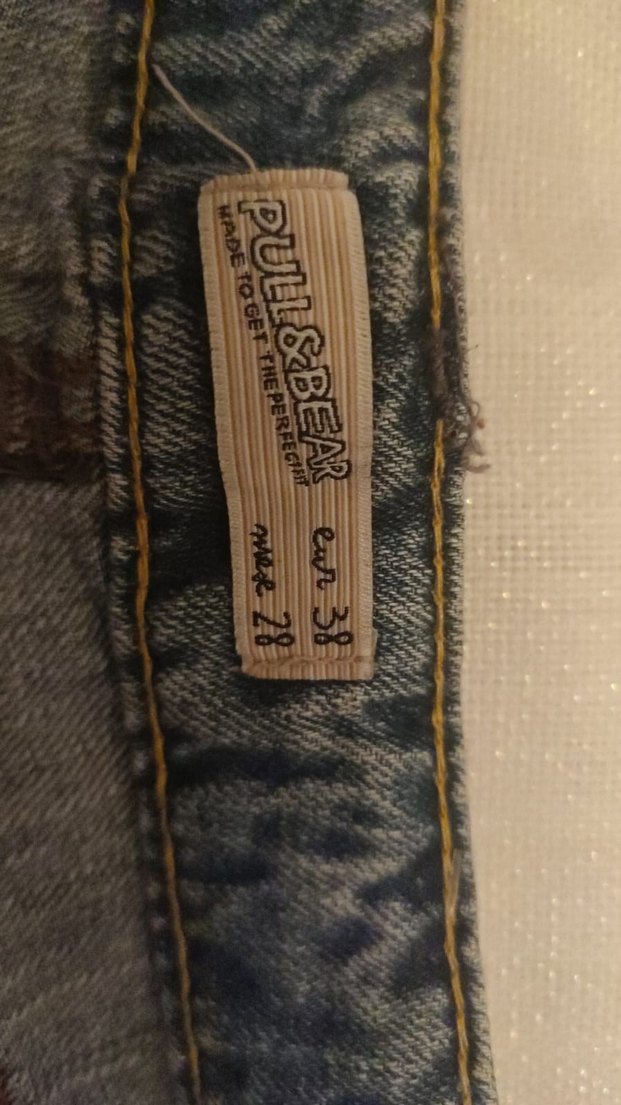 PULL&BEAR
MADE TO GET THE PERFECT FIT
eur 38
mex 28